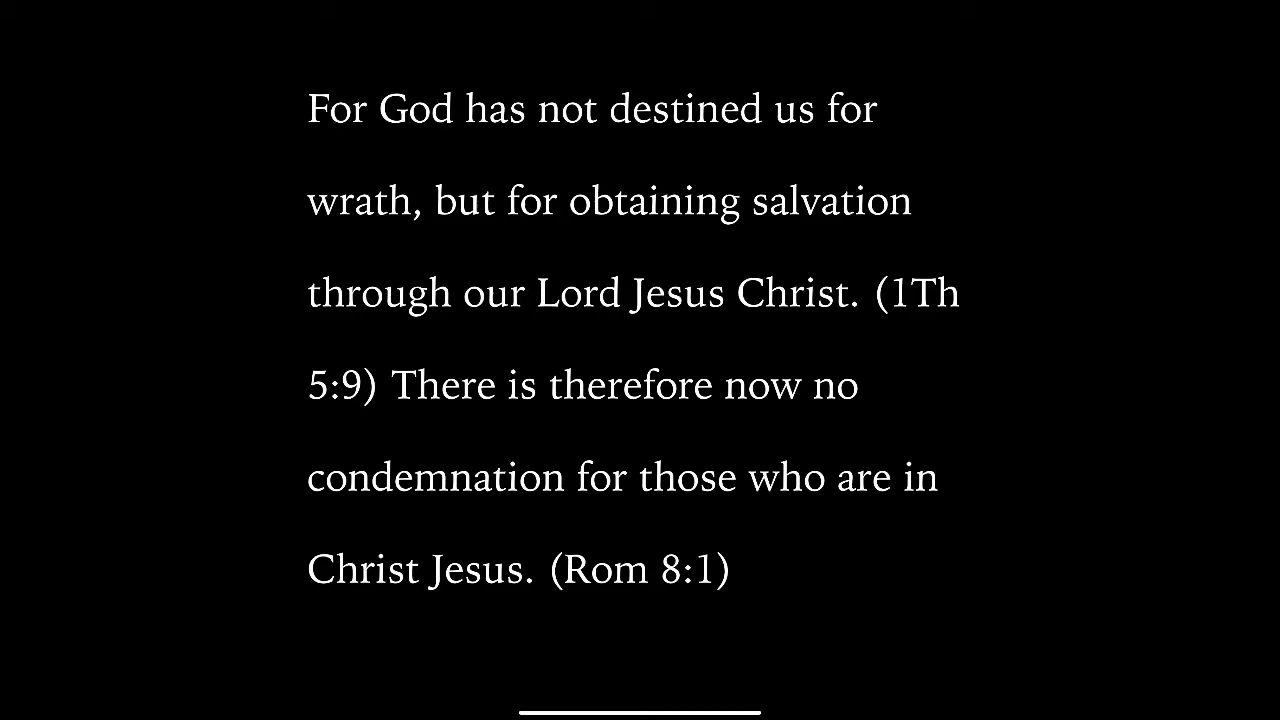 For God has not destined us for
wrath, but for obtaining salvation
through our Lord Jesus Christ. (1Th
5:9) There is therefore now no
condemnation for those who are in
Christ Jesus. (Rom 8:1)